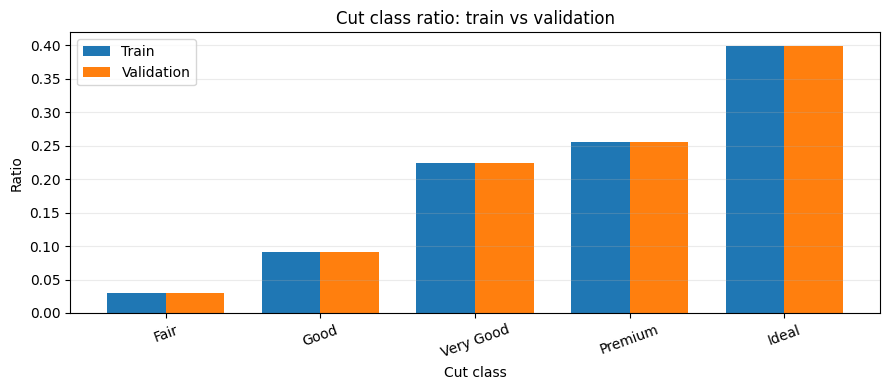 Cut class ratio: train vs validation
Train
Validation
Ratio
0.40
0.35
0.30
0.25
0.20
0.15
0.10
0.05
0.00
Fair
Good
Very Good
Premium
Ideal
Cut class